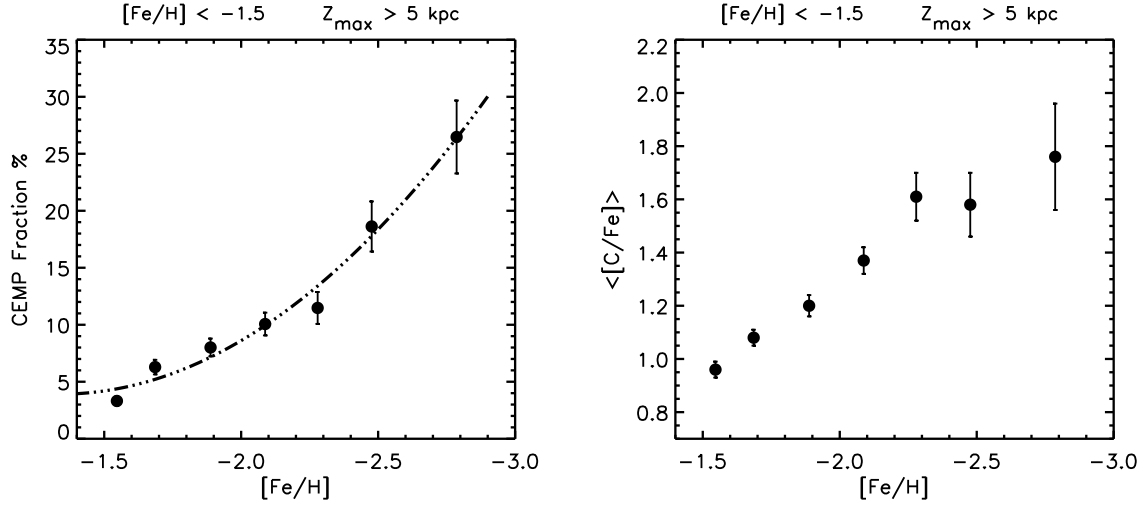 [Fe/H] < −1.5 Z_max > 5 kpc
35
30
25
20
15
10
5
0
CEMP Fraction %
−1.5 −2.0 −2.5 −3.0
[Fe/H]
[Fe/H] < −1.5 Z_max > 5 kpc
2.2
2.0
1.8
1.6
1.4
1.2
1.0
0.8
<[C/Fe]>
−1.5 −2.0 −2.5 −3.0
[Fe/H]